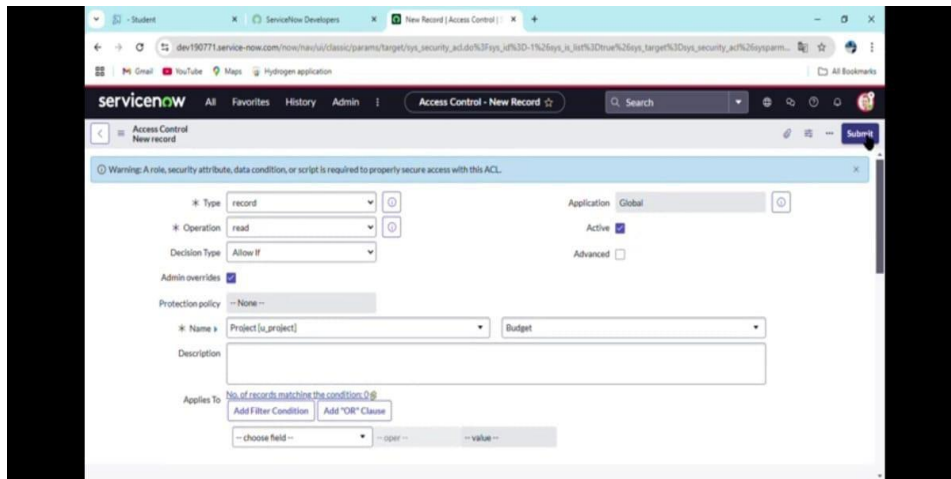 - Student
ServiceNow Developers
New Record | Access Control |
dev190771.service-now.com/now/nav/ui/classic/params/target/sys_security_acl.do%3Fsys_id%3D-1%26sys_is_list%3Dtrue%26sys_target%3Dsys_security_acl%26sysparm...
Gmail YouTube Maps Hydrogen application All Bookmarks
servicenow All Favorites History Admin Access Control - New Record Search
Access Control
New record
Submit
Warning: A role, security attribute, data condition, or script is required to properly secure access with this ACL.
* Type record Application Global
* Operation read Active
Decision Type Allow If Advanced
Admin overrides
Protection policy -- None --
* Name Project [u_project] Budget
Description
Applies To No. of records matching the condition: 0
Add Filter Condition Add "OR" Clause
-- choose field -- -- oper -- -- value --